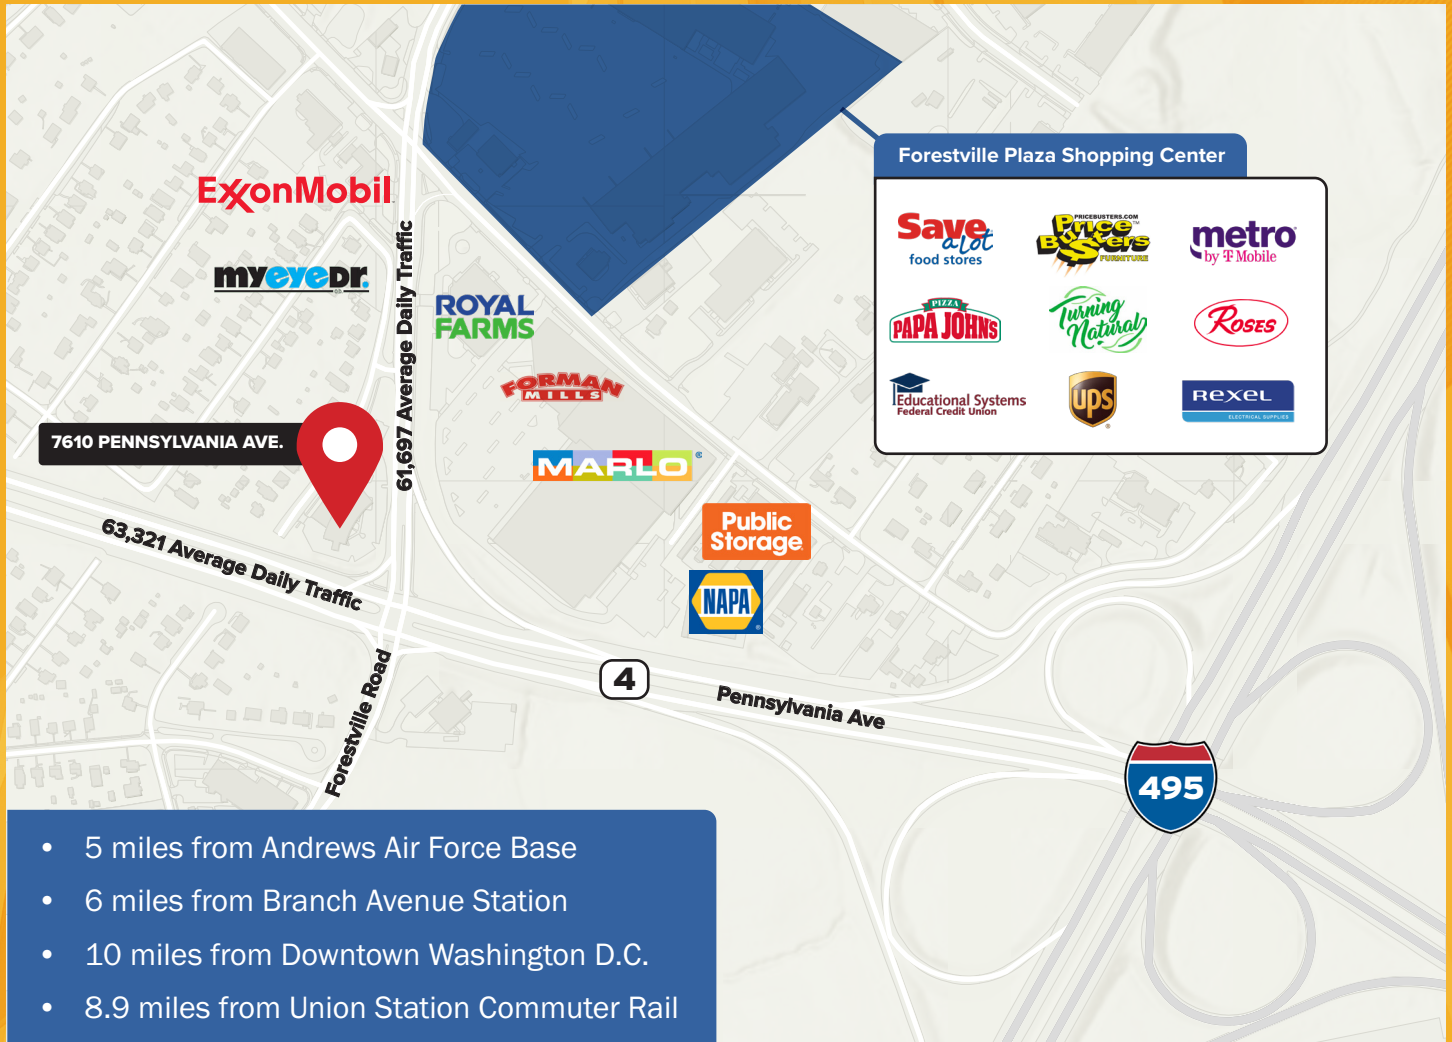 Forestville Plaza Shopping Center
Save
a lot
food stores
PRICEBUSTERS.COM
Price
Busters
FURNITURE
metro
by T Mobile
PIZZA
PAPA JOHN'S
Turning
Natural
ROSES
Educational Systems
Federal Credit Union
ups
REXEL
ELECTRICAL SUPPLIES
ExxonMobil
myeyeDr.
61,697 Average Daily Traffic
ROYAL
FARMS
FORMAN
MILLS
7610 PENNSYLVANIA AVE.
MARLO
Public
Storage
63,321 Average Daily Traffic
NAPA
4
Pennsylvania Ave
Forestville Road
495
• 5 miles from Andrews Air Force Base
• 6 miles from Branch Avenue Station
• 10 miles from Downtown Washington D.C.
• 8.9 miles from Union Station Commuter Rail